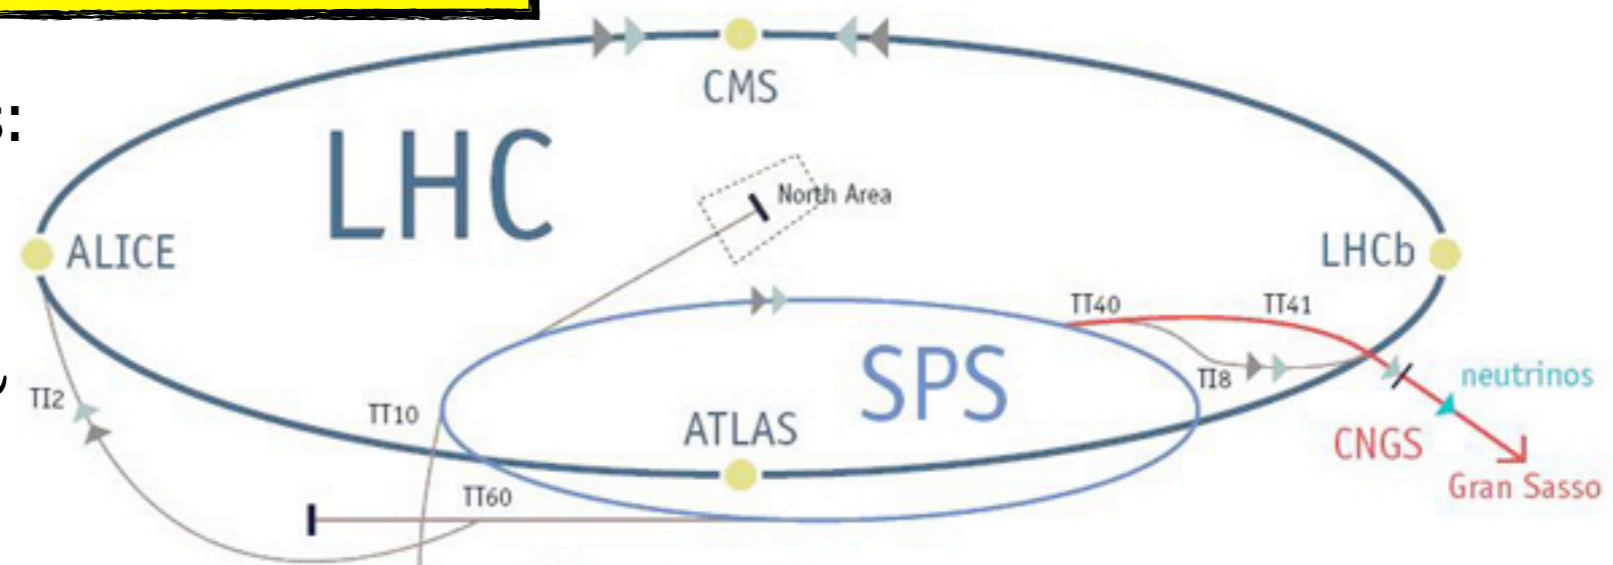 CMS
s:
LHC
North Area
ALICE
LHCb
TT40
TT41
SPS
TI8
neutrinos
TI2
TT10
ATLAS
CNGS
Gran Sasso
TT60